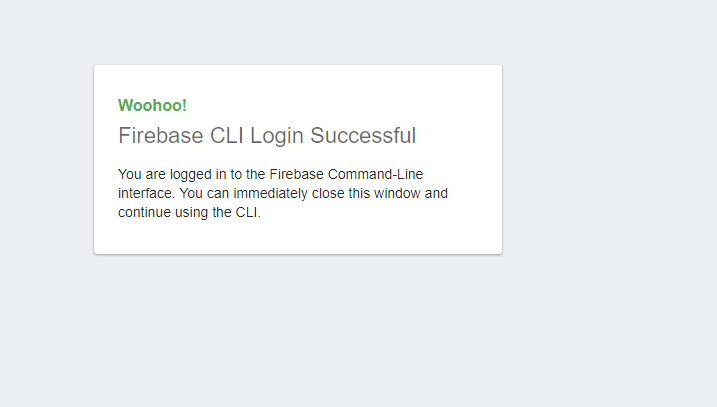 Woohoo!
Firebase CLI Login Successful
You are logged in to the Firebase Command-Line
interface. You can immediately close this window and
continue using the CLI.